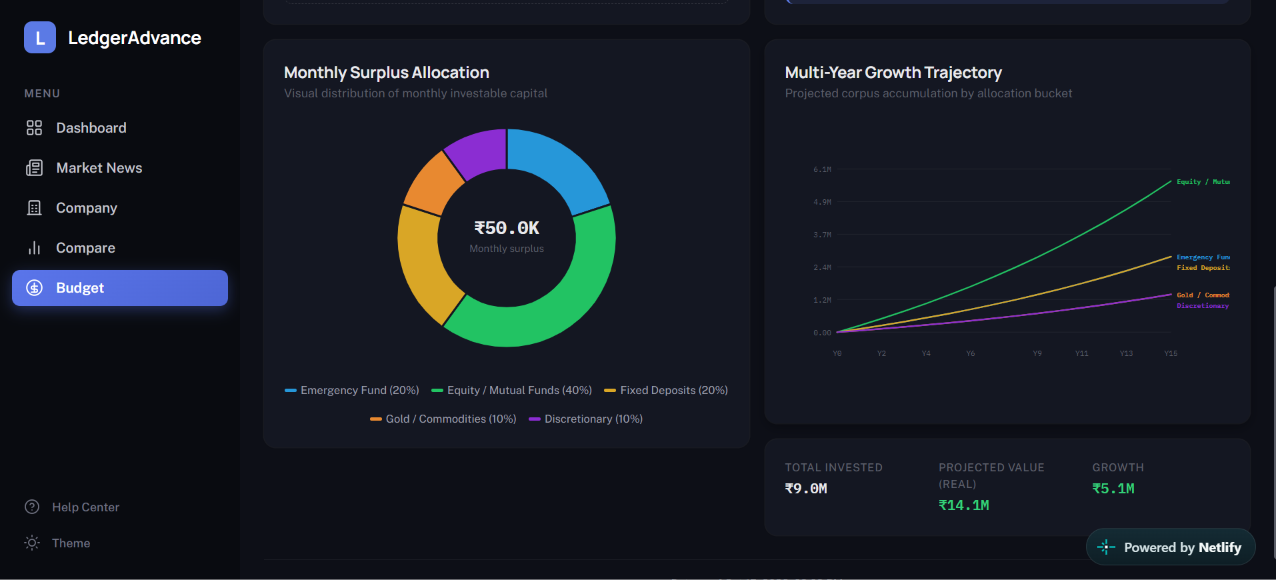 L LedgerAdvance
MENU
Dashboard
Market News
Company
Compare
Budget
Help Center
Theme
Monthly Surplus Allocation
Visual distribution of monthly investable capital
₹50.0K
Monthly surplus
Emergency Fund (20%) Equity / Mutual Funds (40%) Fixed Deposits (20%)
Gold / Commodities (10%) Discretionary (10%)
Multi-Year Growth Trajectory
Projected corpus accumulation by allocation bucket
6.1M
4.9M
3.7M
2.4M
1.2M
0.00
Y0 Y2 Y4 Y6 Y9 Y11 Y13 Y15
Equity / Mutu
Emergency Fun
Fixed Deposit
Gold / Commod
Discretionary
TOTAL INVESTED
₹9.0M
PROJECTED VALUE
(REAL)
₹14.1M
GROWTH
₹5.1M
Powered by Netlify